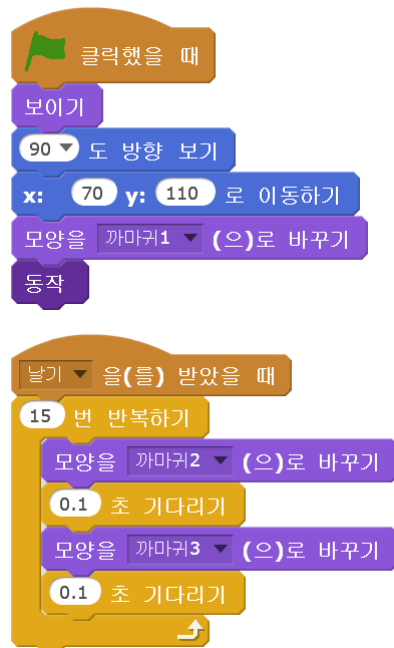 클릭했을 때
보이기
90 도 방향 보기
x: 70 y: 110 로 이동하기
모양을 까마귀1 (으)로 바꾸기
동작
날기 을(를) 받았을 때
15 번 반복하기
모양을 까마귀2 (으)로 바꾸기
0.1 초 기다리기
모양을 까마귀3 (으)로 바꾸기
0.1 초 기다리기